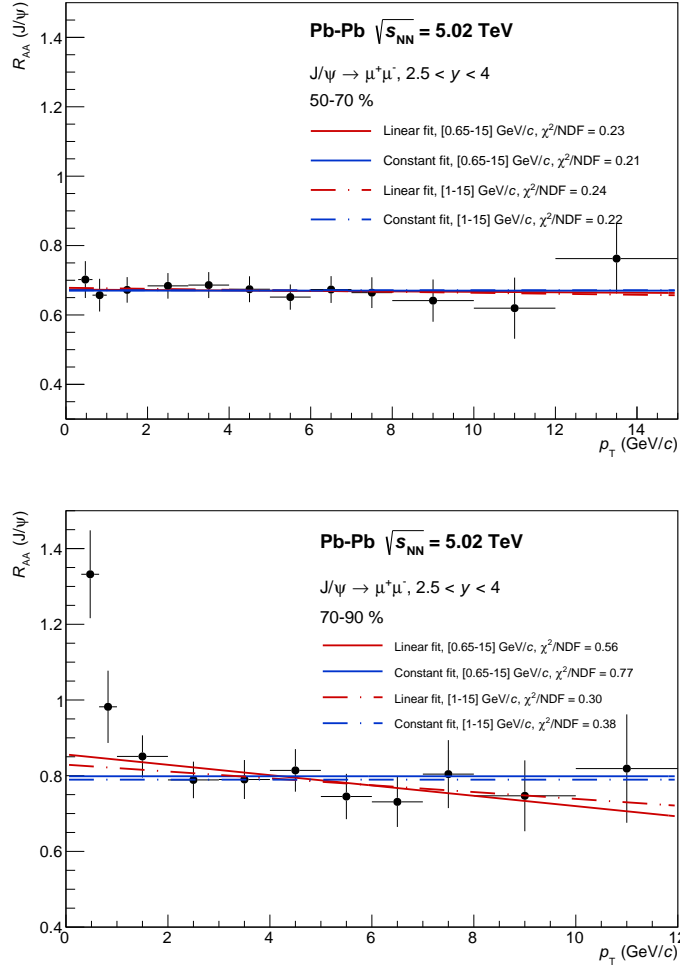 Pb-Pb √sNN = 5.02 TeV
J/ψ → μ⁺μ⁻, 2.5 < y < 4
50-70 %
Linear fit, [0.65-15] GeV/c, χ²/NDF = 0.23
Constant fit, [0.65-15] GeV/c, χ²/NDF = 0.21
Linear fit, [1-15] GeV/c, χ²/NDF = 0.24
Constant fit, [1-15] GeV/c, χ²/NDF = 0.22
RAA (J/ψ)
1.4
1.2
1
0.8
0.6
0.4
0 2 4 6 8 10 12 14
pT (GeV/c)
Pb-Pb √sNN = 5.02 TeV
J/ψ → μ⁺μ⁻, 2.5 < y < 4
70-90 %
Linear fit, [0.65-15] GeV/c, χ²/NDF = 0.56
Constant fit, [0.65-15] GeV/c, χ²/NDF = 0.77
Linear fit, [1-15] GeV/c, χ²/NDF = 0.30
Constant fit, [1-15] GeV/c, χ²/NDF = 0.38
RAA (J/ψ)
1.4
1.2
1
0.8
0.6
0.4
0 2 4 6 8 10 12
pT (GeV/c)